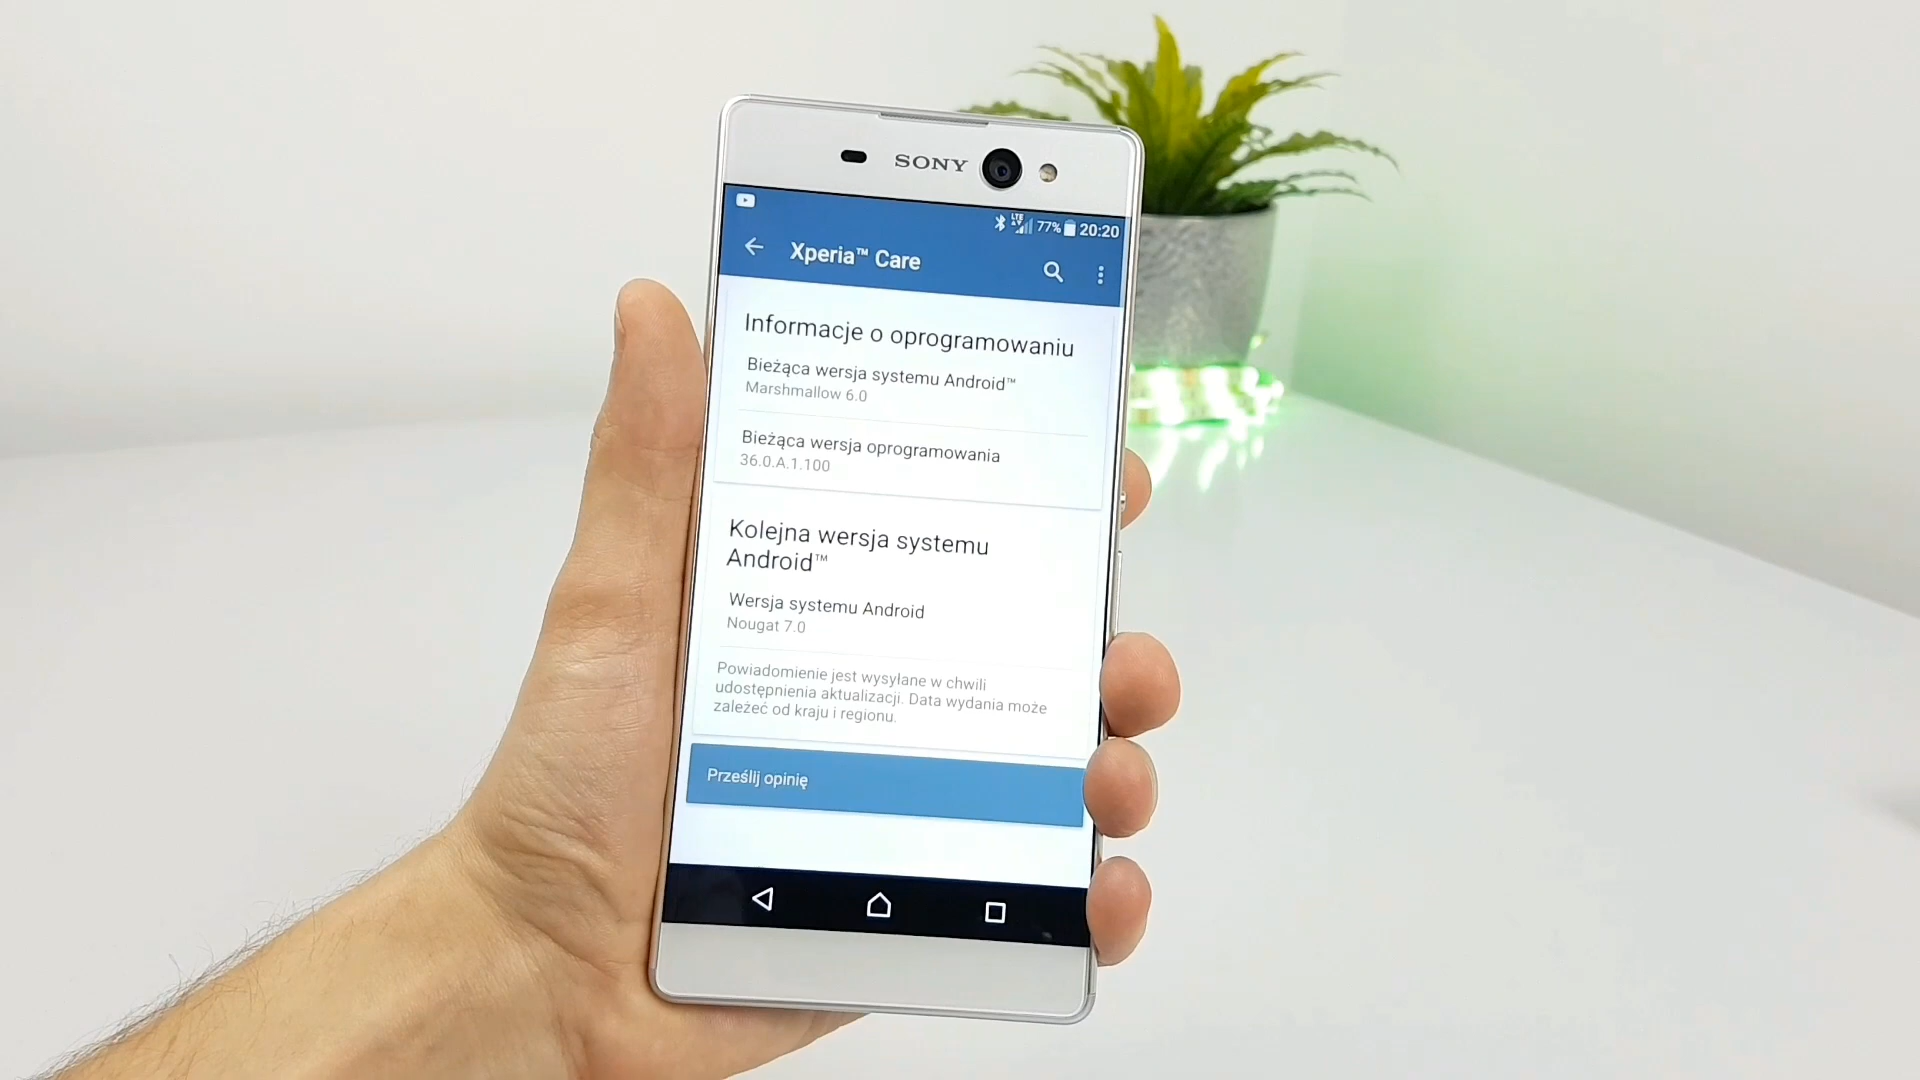 SONY
LTE 77% 20:20
Xperia™ Care
Informacje o oprogramowaniu
Bieżąca wersja systemu Android™
Marshmallow 6.0
Bieżąca wersja oprogramowania
36.0.A.1.100
Kolejna wersja systemu
Android™
Wersja systemu Android
Nougat 7.0
Powiadomienie jest wysyłane w chwili
udostępnienia aktualizacji. Data wydania może
zależeć od kraju i regionu.
Prześlij opinię